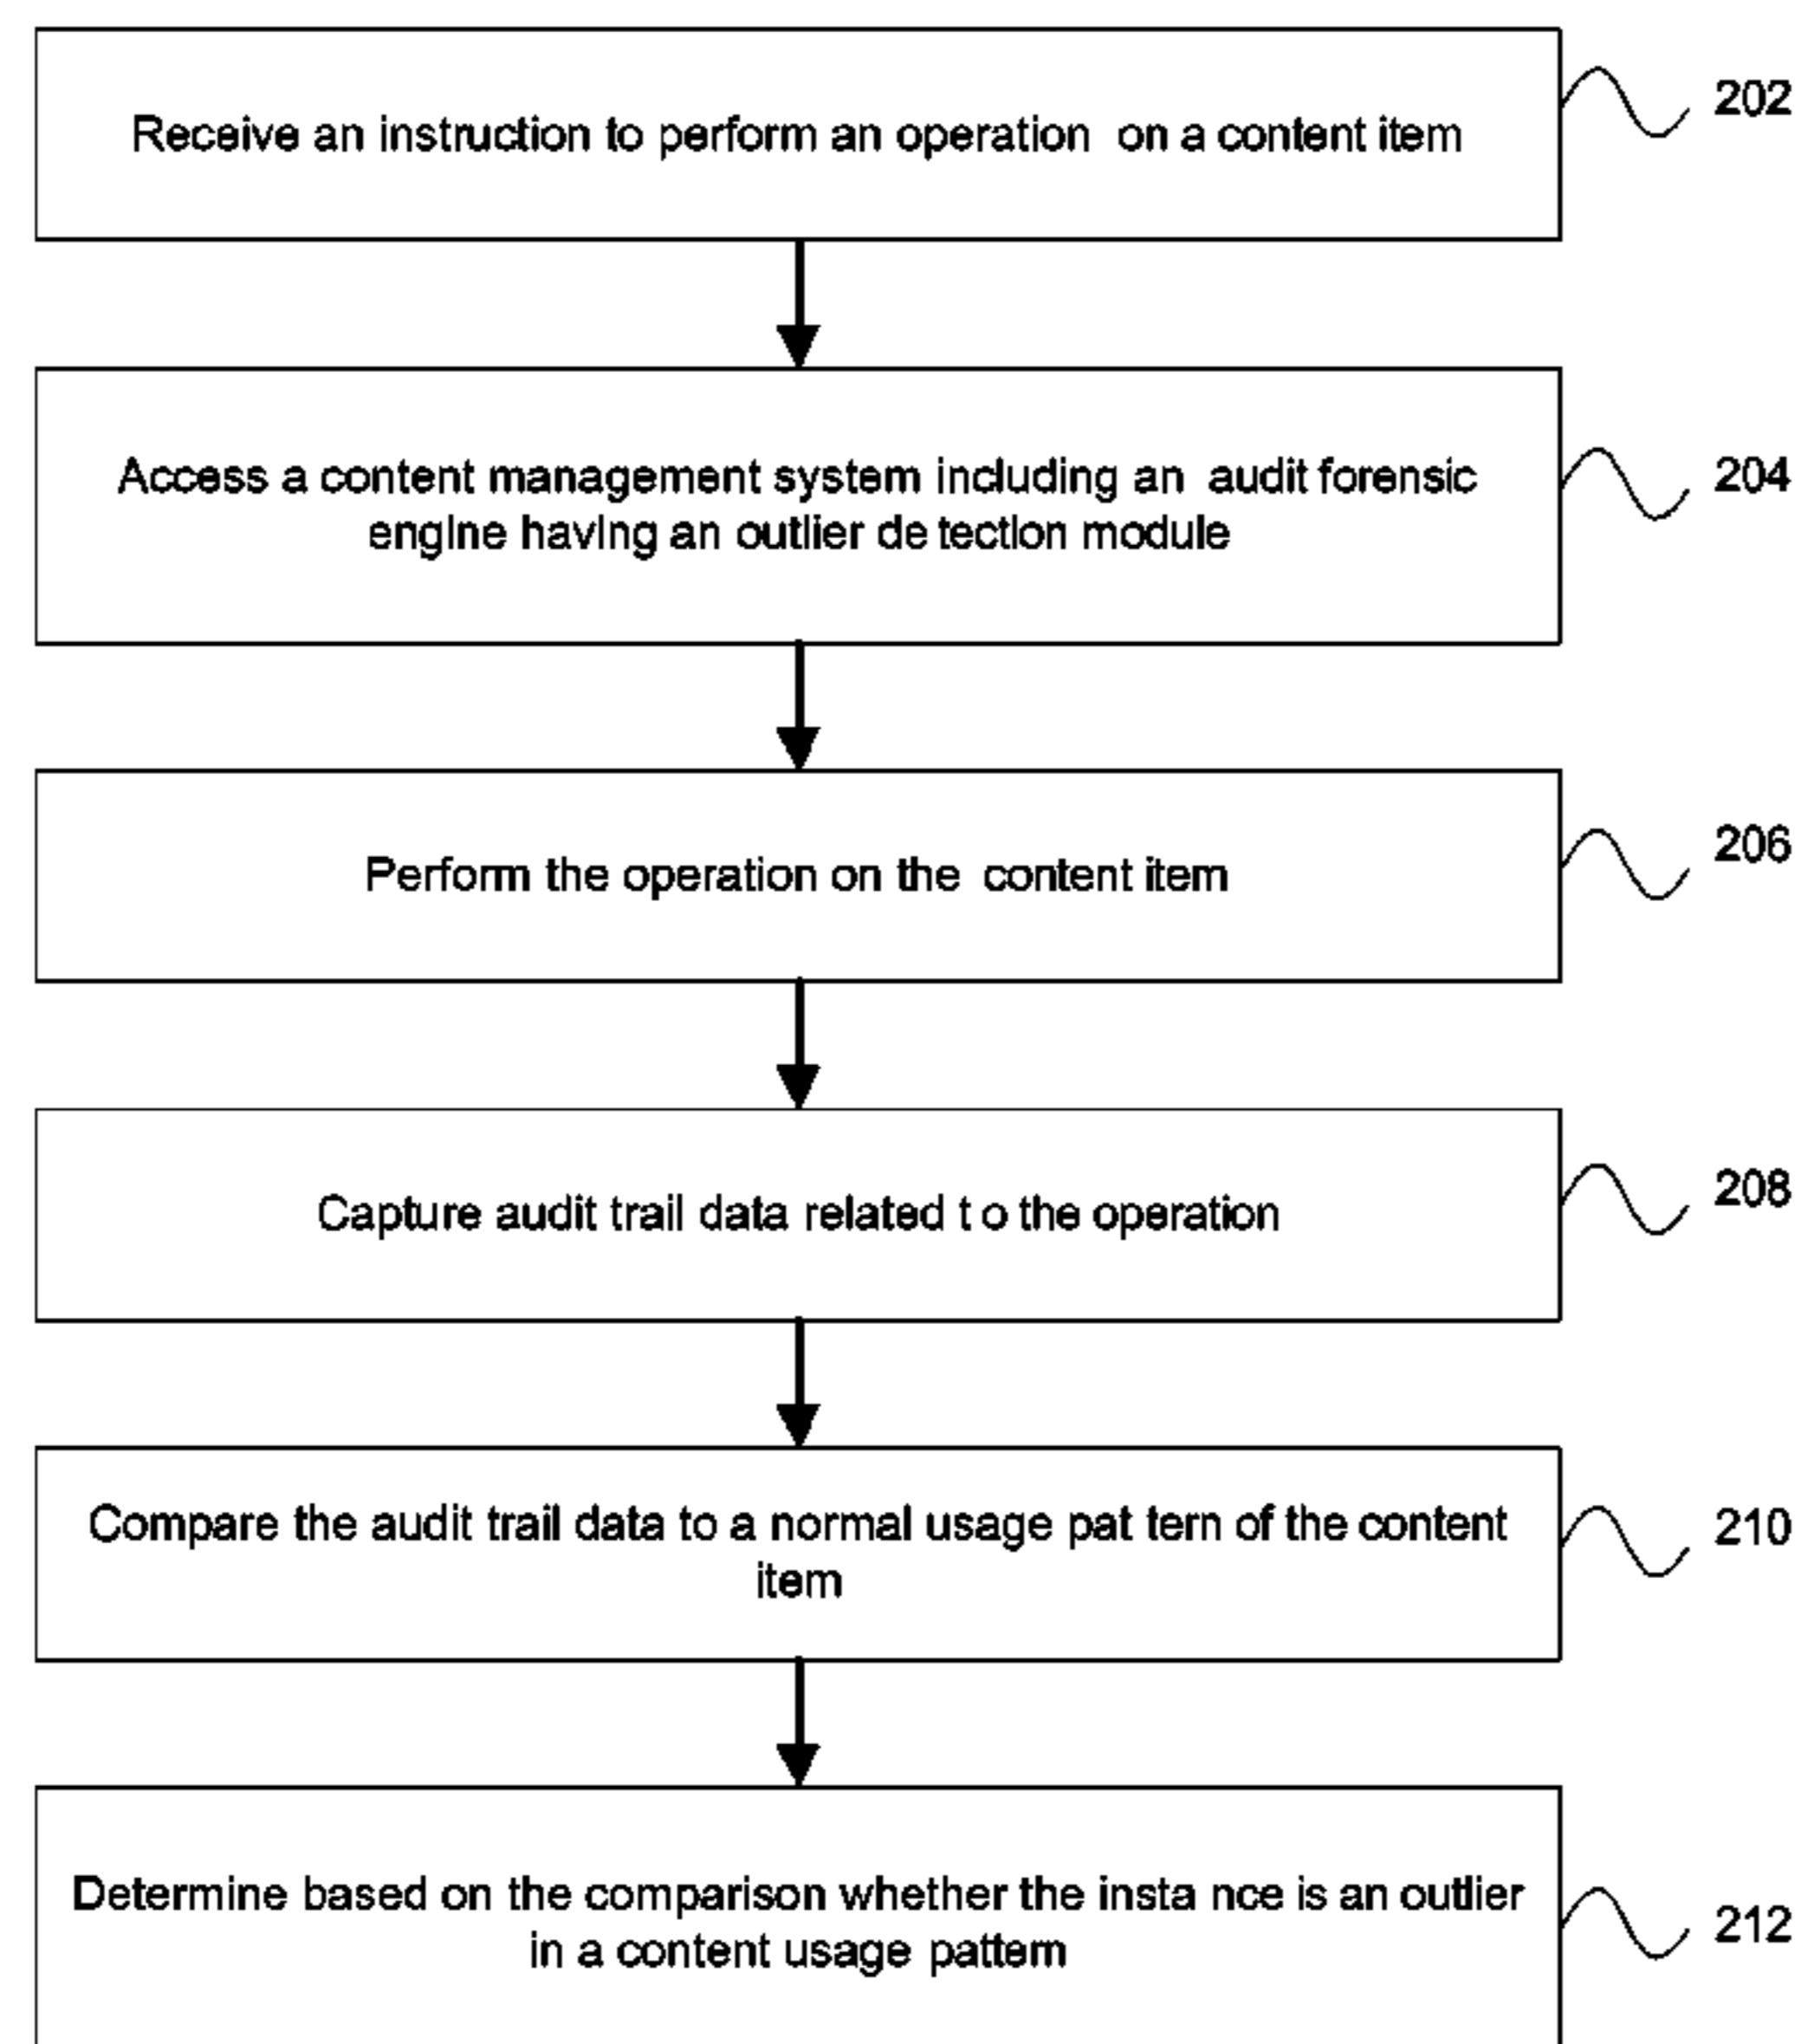 Receive an instruction to perform an operation on a content item
202
Access a content management system including an audit forensic
engine having an outlier de tection module
204
Perform the operation on the content item
206
Capture audit trail data related t o the operation
208
Compare the audit trail data to a normal usage pat tern of the content
item
210
Determine based on the comparison whether the insta nce is an outlier
in a content usage pattern
212